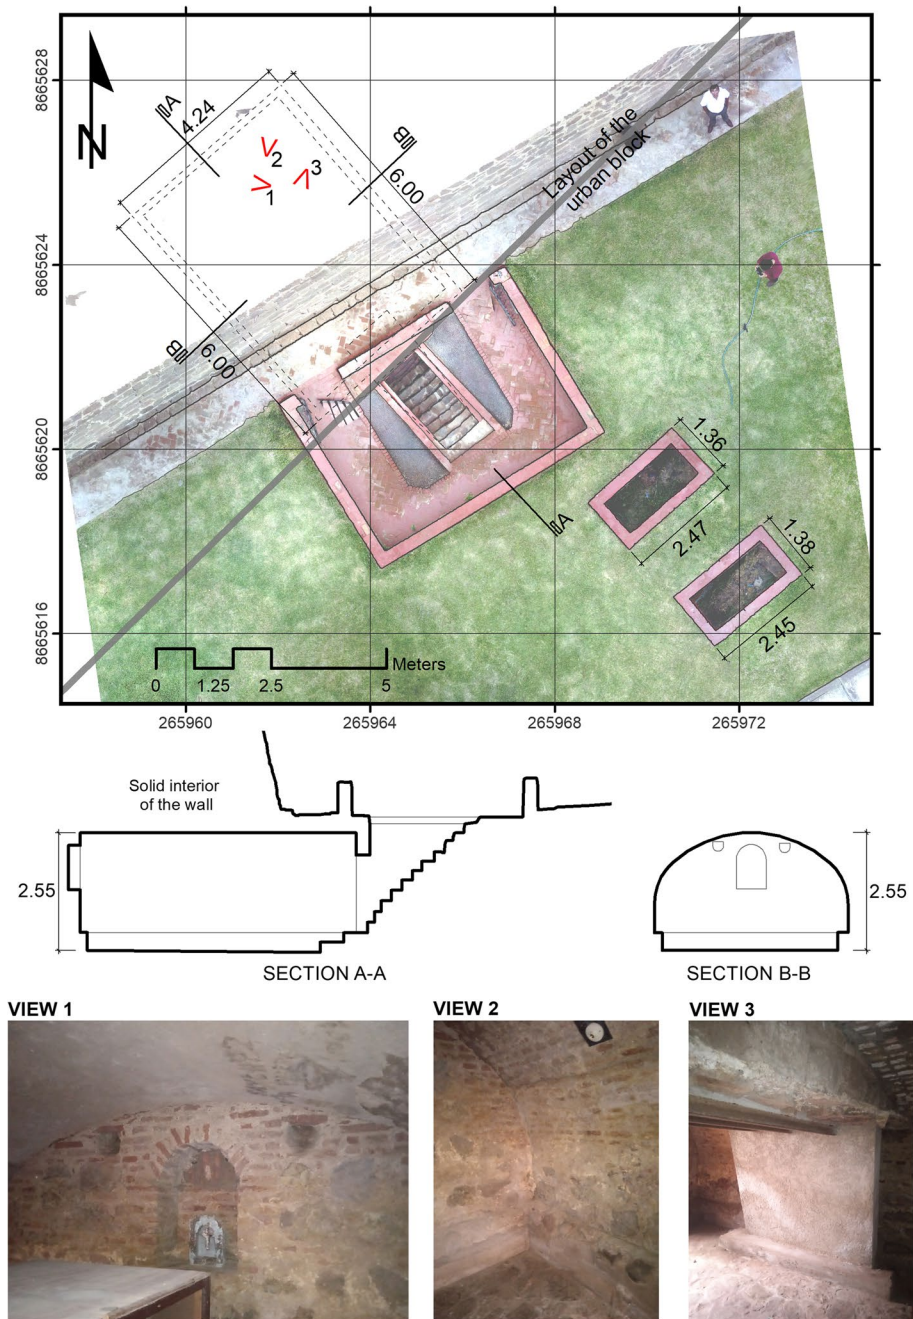 8665628
8665624
8665620
8665616
N
A
4.24
2
3
1
B
6.00
Layout of the
urban block
B
6.00
A
1.36
2.47
1.38
2.45
Meters
0 1.25 2.5 5
265960 265964 265968 265972
Solid interior
of the wall
2.55
2.55
SECTION A-A
SECTION B-B
VIEW 1
VIEW 2
VIEW 3